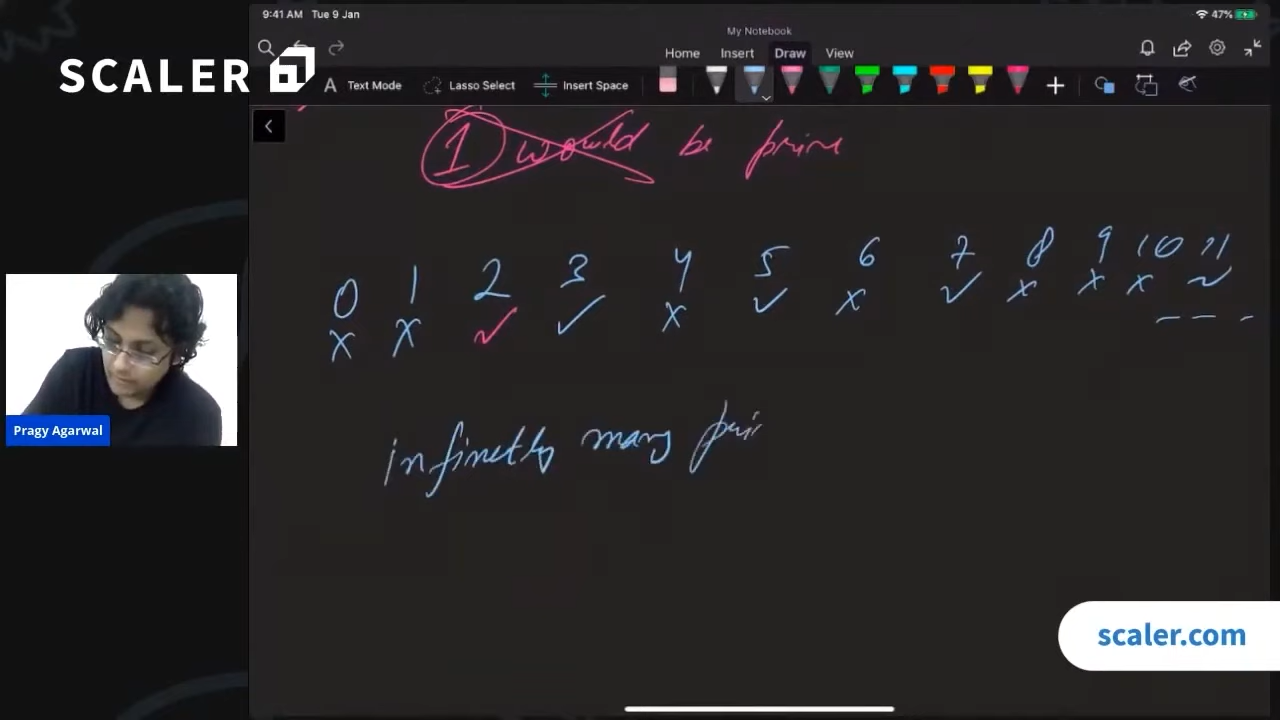 9:41 AM Tue 9 Jan
47%
My Notebook
Home Insert Draw View
SCALER
A Text Mode Lasso Select Insert Space
1 would be prime
0 1 2 3 4 5 6 7 8 9 10 11
x x ✓ ✓ x ✓ x ✓ x x x ✓
infinetly many pri
Pragy Agarwal
scaler.com